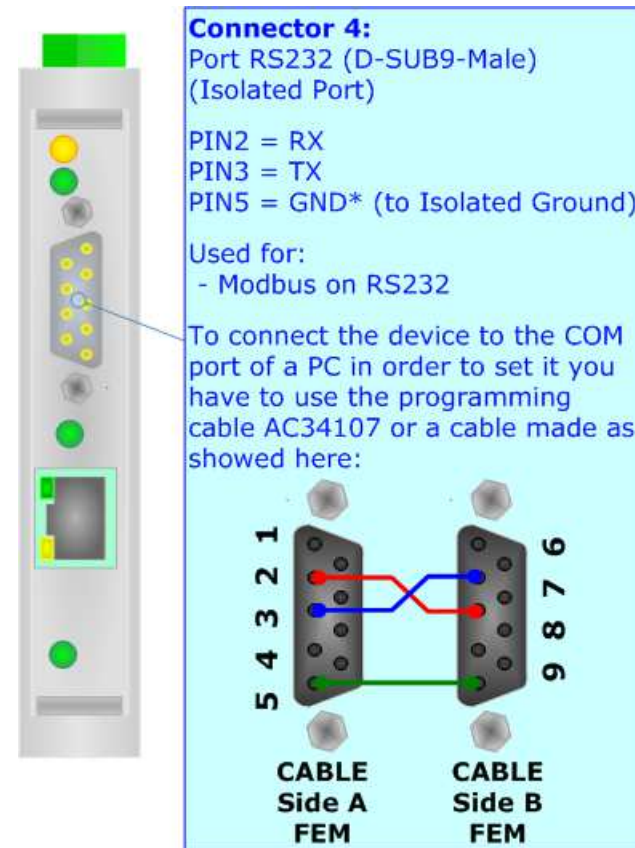 Connector 4:
Port RS232 (D-SUB9-Male)
(Isolated Port)
PIN2 = RX
PIN3 = TX
PIN5 = GND* (to Isolated Ground)
Used for:
- Modbus on RS232
To connect the device to the COM
port of a PC in order to set it you
have to use the programming
cable AC34107 or a cable made as
showed here:
1
2
3
4
5
6
7
8
9
CABLE
Side A
FEM
CABLE
Side B
FEM